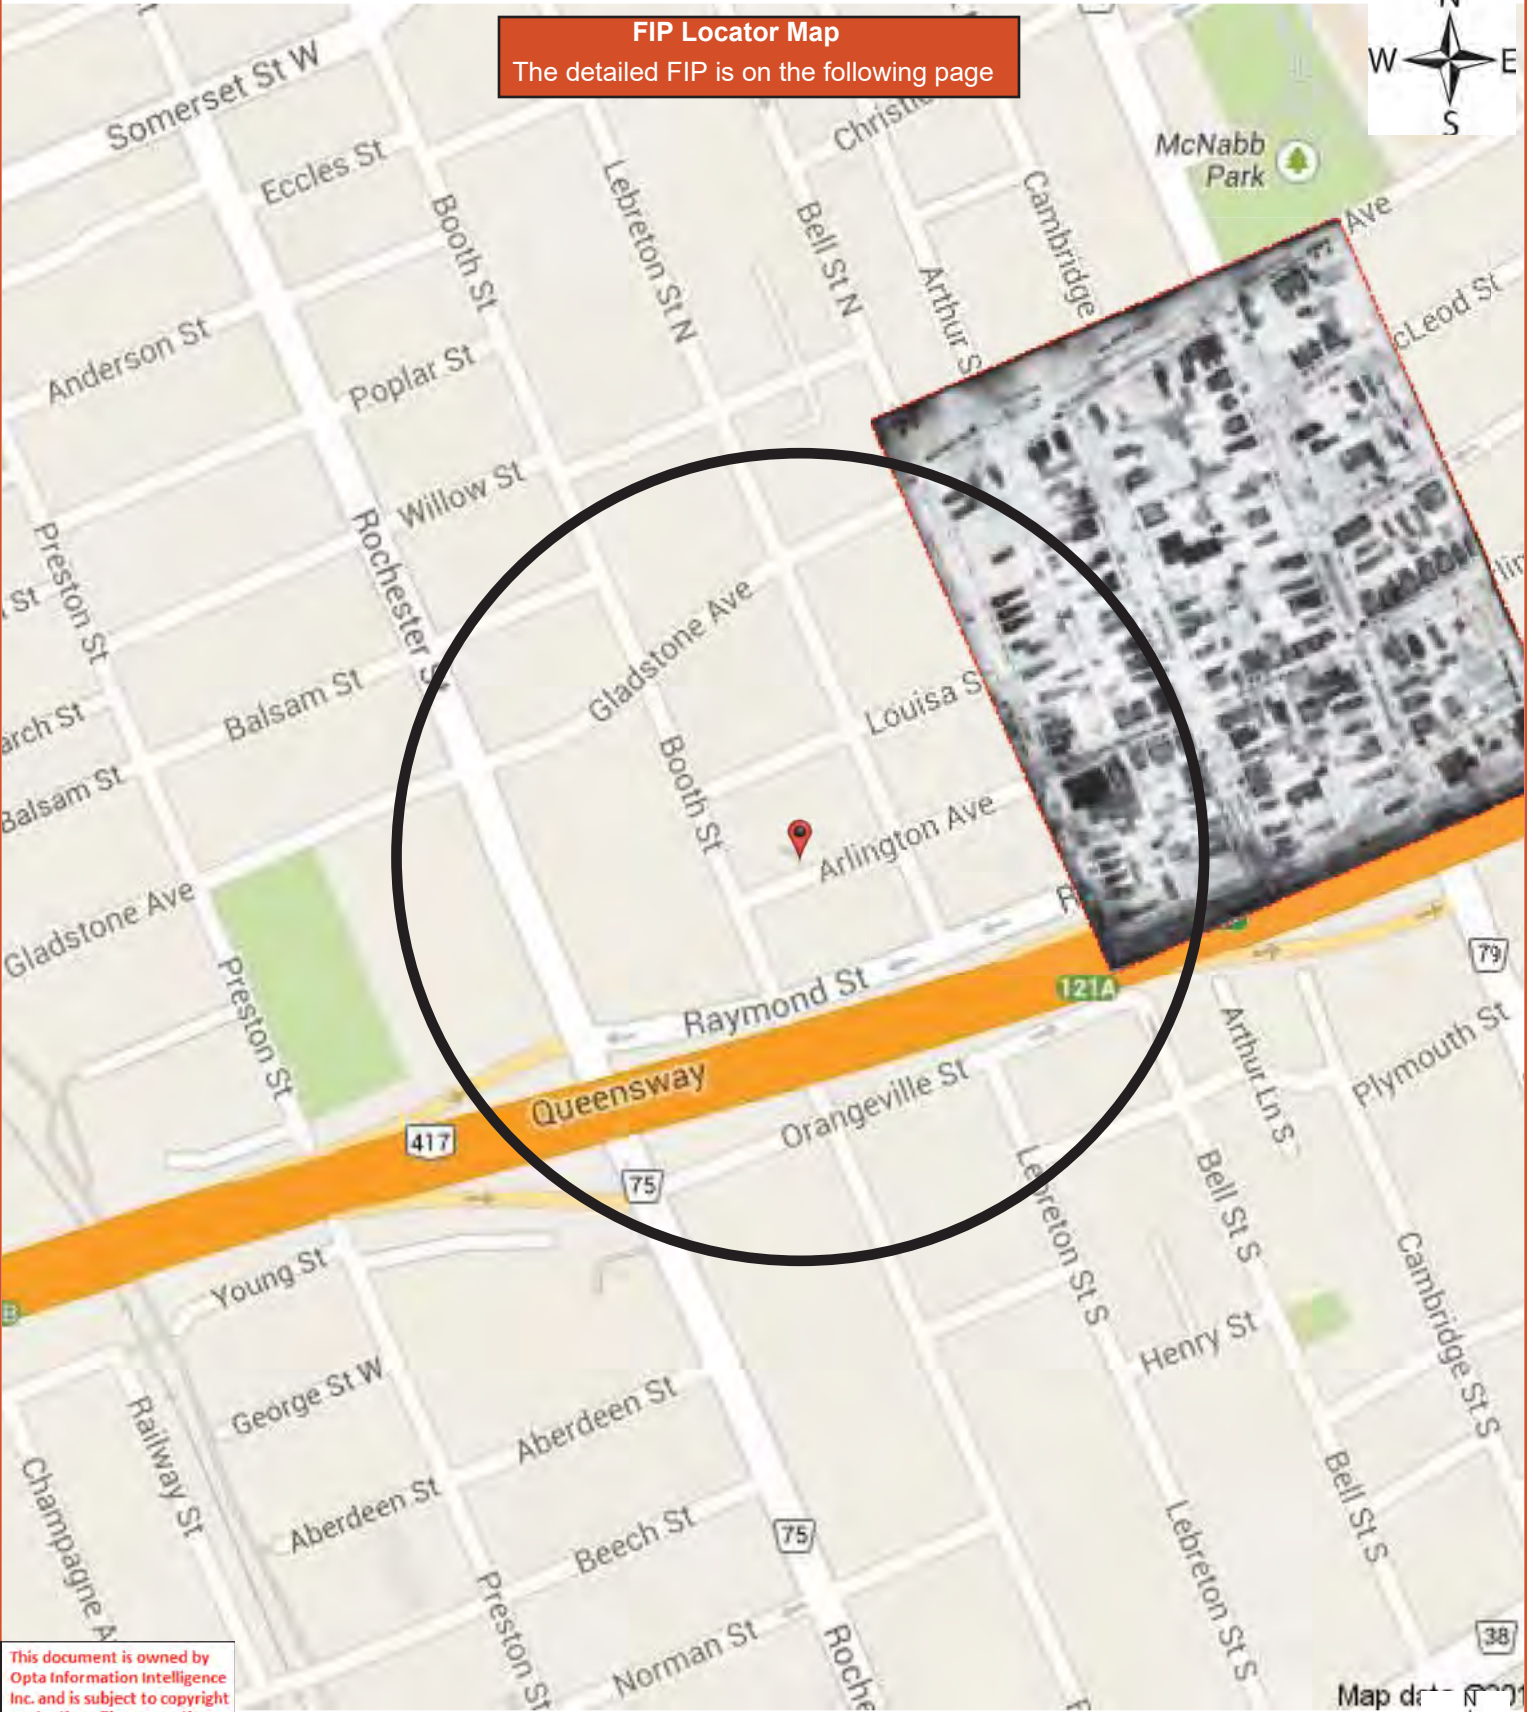 FIP Locator Map
The detailed FIP is on the following page
N
W
E
S
Somerset St W
Eccles St
Booth St
Lebreton St N
Bell St N
Arthur S
Cambridge
McNabb
Park
Ave
cLeod St
Anderson St
Poplar St
Willow St
Preston St
Rochester St
St
Balsam St
arch St
Balsam St
Gladstone Ave
Louisa S
Booth St
Arlington Ave
R
Gladstone Ave
Preston St
Raymond St
Queensway
417
121A
79
75
Orangeville St
Arthur Ln S
Plymouth St
Lebreton St S
Bell St S
Cambridge St S
Henry St
Young St
B
George St W
Railway St
Aberdeen St
Aberdeen St
Champagne A
Beech St
75
Preston St
Norman St
Roche
Lebreton St S
Bell St S
38
This document is owned by
Opta Information Intelligence
Inc. and is subject to copyright
Map data ©201
N